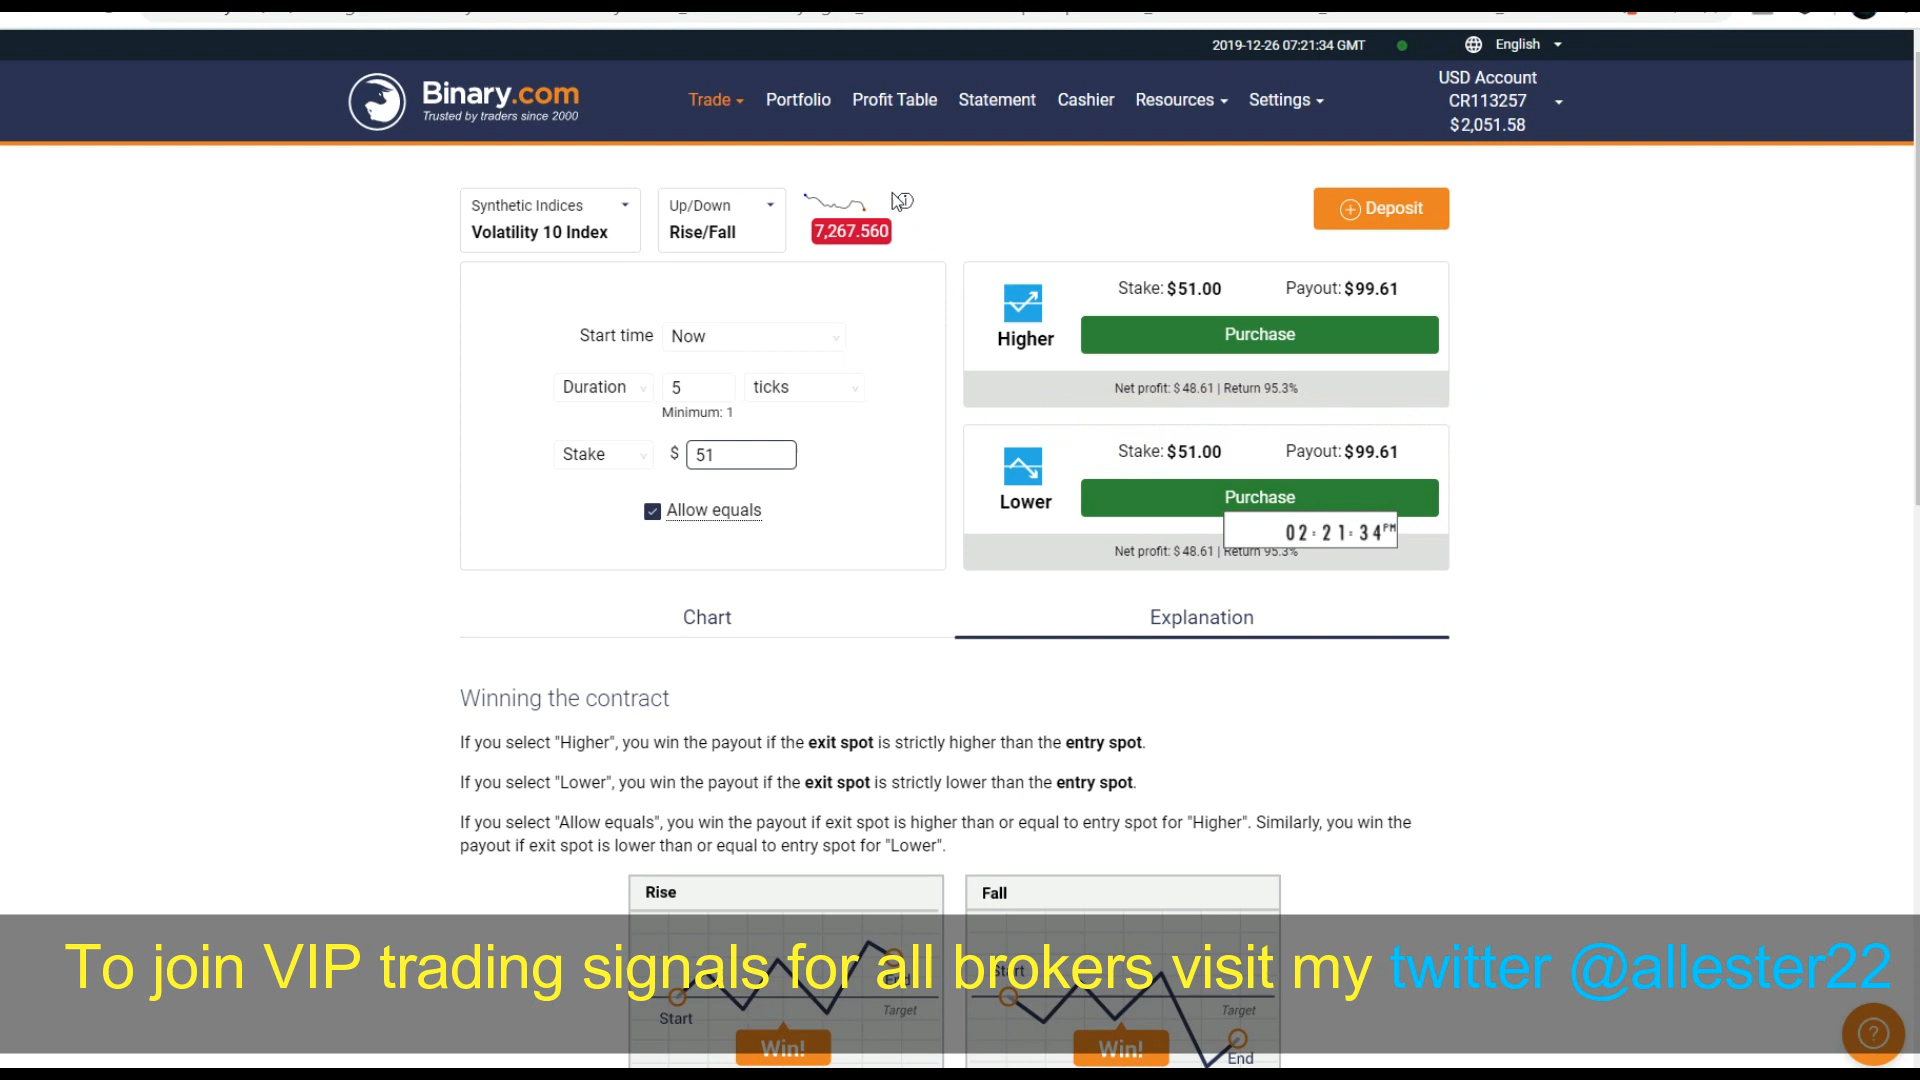 2019-12-26 07:21:34 GMT
English
Binary.com
Trusted by traders since 2000
Trade
Portfolio
Profit Table
Statement
Cashier
Resources
Settings
USD Account
CR113257
$2,051.58
Synthetic Indices
Volatility 10 Index
Up/Down
Rise/Fall
7,267.560
Deposit
Start time Now
Duration 5 ticks
Minimum: 1
Stake $ 51
Allow equals
Higher
Stake: $51.00 Payout: $99.61
Purchase
Net profit: $ 48.61 | Return 95.3%
Lower
Stake: $51.00 Payout: $99.61
Purchase
02:21:34PM
Net profit: $ 48.61 | Return 95.3%
Chart
Explanation
Winning the contract
If you select "Higher", you win the payout if the exit spot is strictly higher than the entry spot.
If you select "Lower", you win the payout if the exit spot is strictly lower than the entry spot.
If you select "Allow equals", you win the payout if exit spot is higher than or equal to entry spot for "Higher". Similarly, you win the
payout if exit spot is lower than or equal to entry spot for "Lower".
Rise
Fall
To join VIP trading signals for all brokers visit my twitter @allester22
End
Start
Target
Start
Target
Win!
Win!
End
?